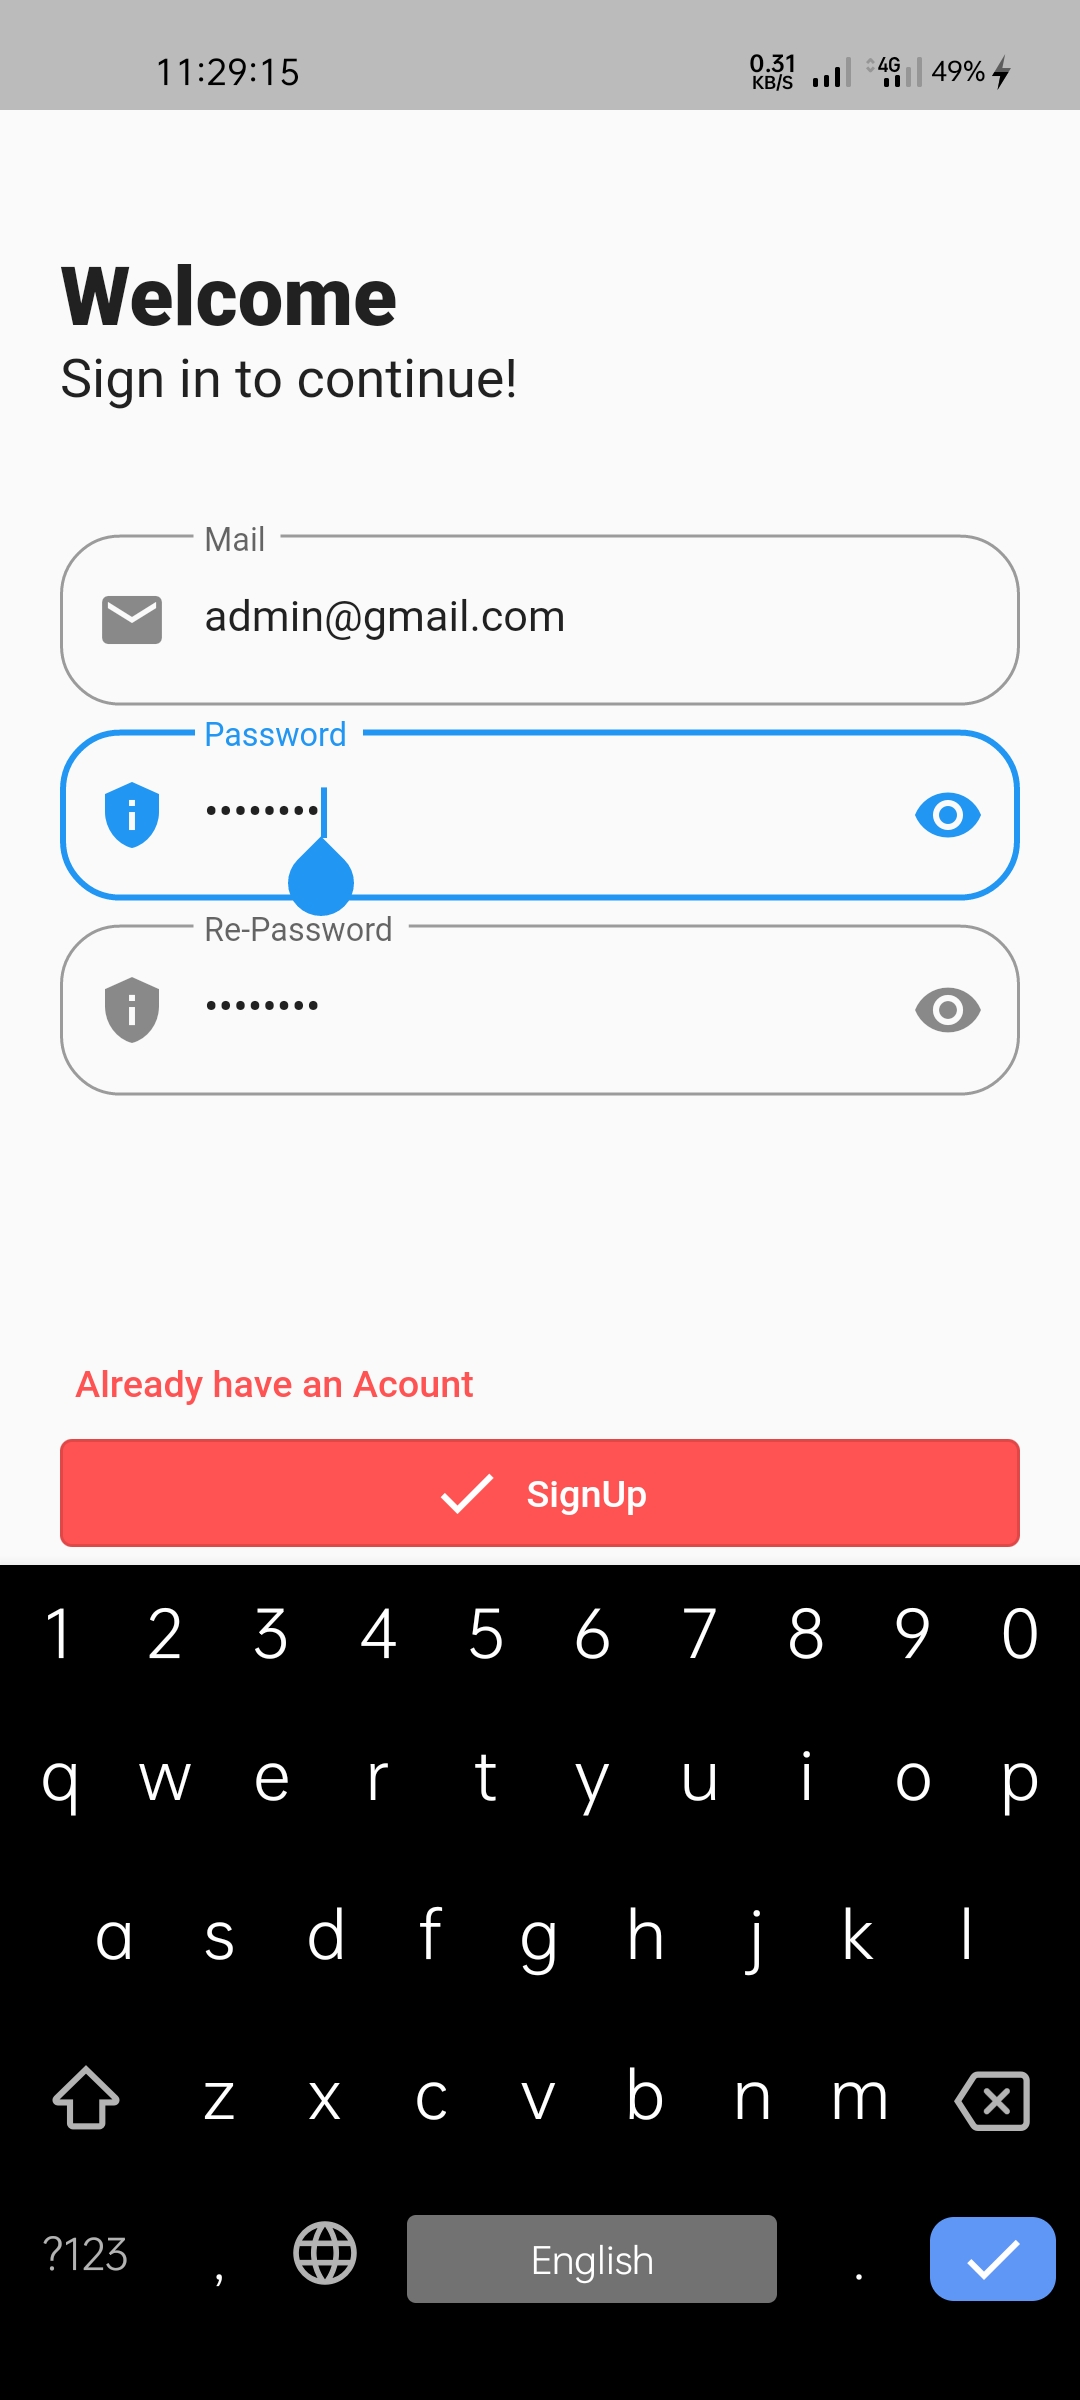 11:29:15 0.31 KB/S 4G 49%
Welcome
Sign in to continue!
Mail
admin@gmail.com
Password
••••••••
Re-Password
••••••••
Already have an Acount
SignUp
1 2 3 4 5 6 7 8 9 0
q w e r t y u i o p
a s d f g h j k l
z x c v b n m
?123 , English .